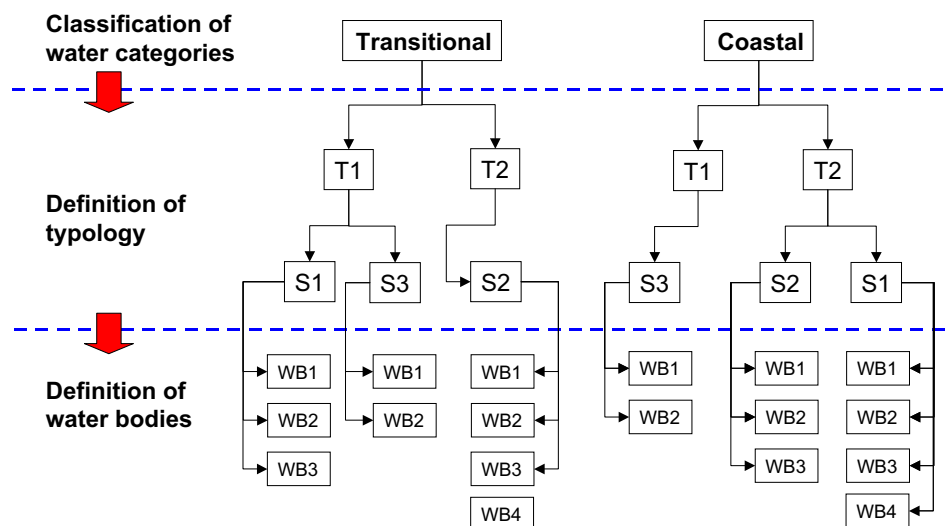 Classification of
water categories
Transitional
Coastal
T1
T2
T1
T2
Definition of
typology
S1
S3
S2
S3
S2
S1
Definition of
water bodies
WB1
WB1
WB1
WB1
WB1
WB1
WB2
WB2
WB2
WB2
WB2
WB2
WB3
WB3
WB3
WB3
WB4
WB4